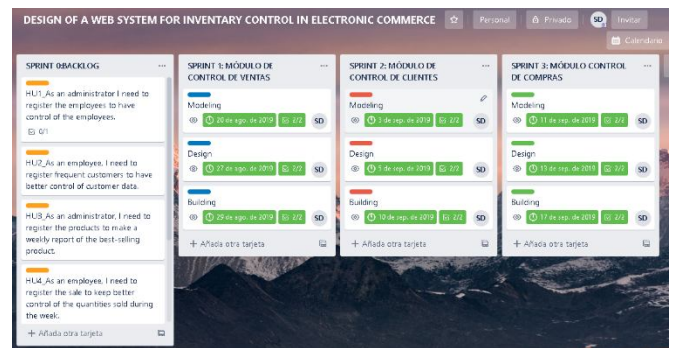 DESIGN OF A WEB SYSTEM FOR INVENTARY CONTROL IN ELECTRONIC COMMERCE
Personal
Privado
SD
Invitar
Calendario
SPRINT 0:BACKLOG
HU1_As an administrator I need to
register the employees to have
control of the employees.
0/1
HU2_As an employee, I need to
register frequent customers to have
better control of customer data.
HU3_As an administrator, I need to
register the products to make a
weekly report of the best-selling
product.
HU4_As an employee, I need to
register the sale to keep better
control of the quantities sold during
the week.
+ Añada otra tarjeta
SPRINT 1: MÓDULO DE
CONTROL DE VENTAS
Modeling
20 de ago. de 2019 2/2 SD
Design
27 de ago. de 2019 2/2 SD
Building
29 de ago. de 2019 2/2 SD
+ Añada otra tarjeta
SPRINT 2: MÓDULO DE
CONTROL DE CLIENTES
Modeling
3 de sep. de 2019 2/2 SD
Design
5 de sep. de 2019 2/2 SD
Building
10 de sep. de 2019 2/2 SD
+ Añada otra tarjeta
SPRINT 3: MÓDULO CONTROL
DE COMPRAS
Modeling
11 de sep. de 2019 2/2 SD
Design
13 de sep. de 2019 2/2 SD
Building
17 de sep. de 2019 2/2 SD
+ Añada otra tarjeta